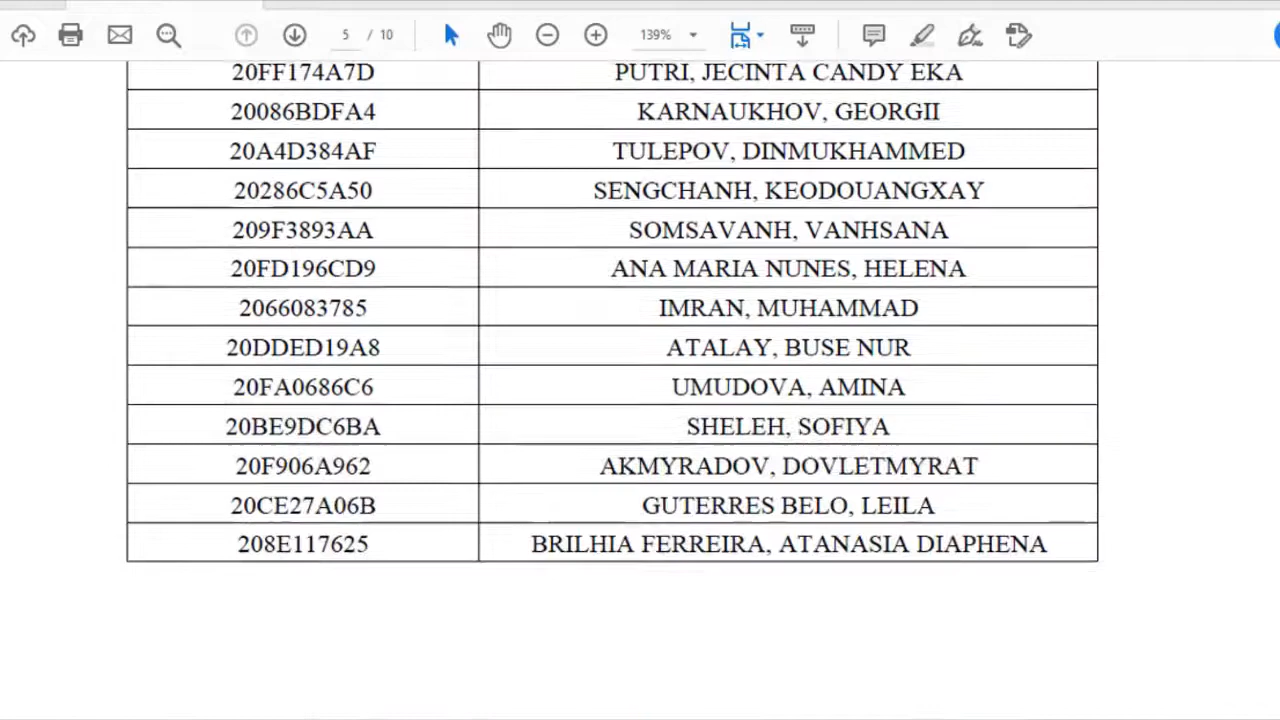 5 / 10 139%
20FF174A7D PUTRI, JECINTA CANDY EKA
20086BDFA4 KARNAUKHOV, GEORGII
20A4D384AF TULEPOV, DINMUKHAMMED
20286C5A50 SENGCHANH, KEODOUANGXAY
209F3893AA SOMSAVANH, VANHSANA
20FD196CD9 ANA MARIA NUNES, HELENA
2066083785 IMRAN, MUHAMMAD
20DDED19A8 ATALAY, BUSE NUR
20FA0686C6 UMUDOVA, AMINA
20BE9DC6BA SHELEH, SOFIYA
20F906A962 AKMYRADOV, DOVLETMYRAT
20CE27A06B GUTERRES BELO, LEILA
208E117625 BRILHIA FERREIRA, ATANASIA DIAPHENA